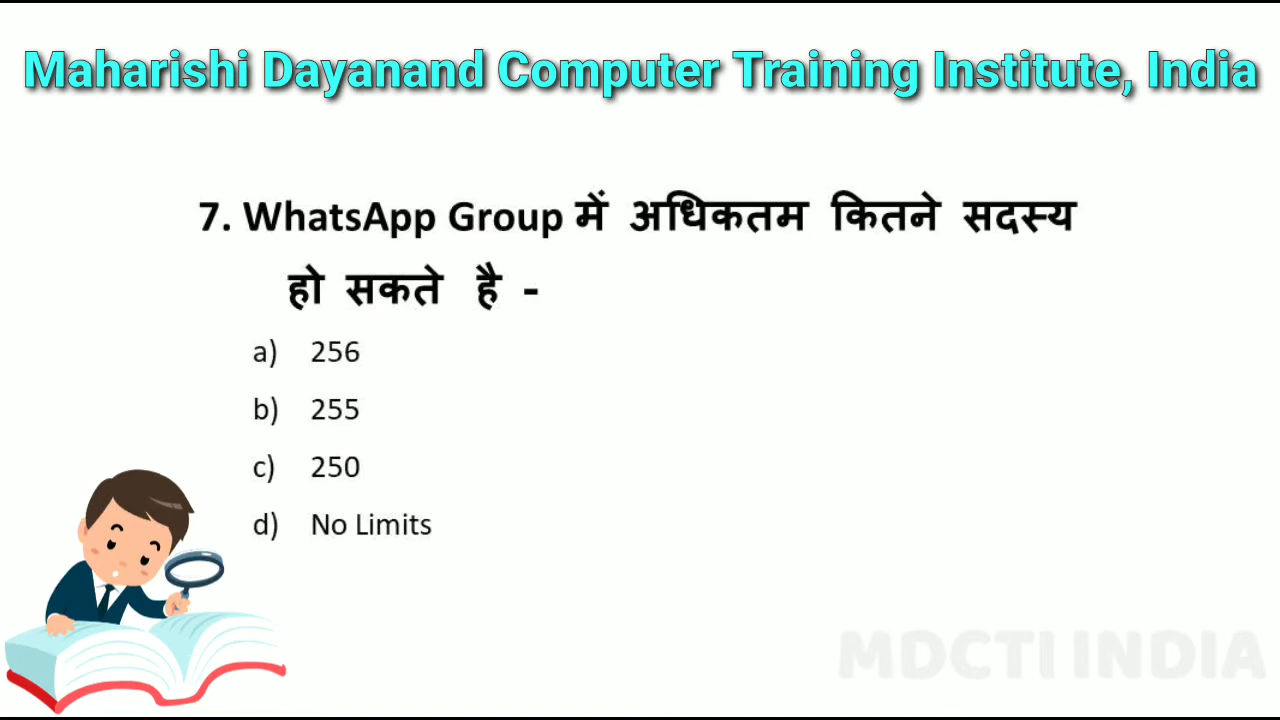 Maharishi Dayanand Computer Training Institute, India
7. WhatsApp Group में अधिकतम कितने सदस्य
हो सकते है -
a) 256
b) 255
c) 250
d) No Limits
MDCTI INDIA